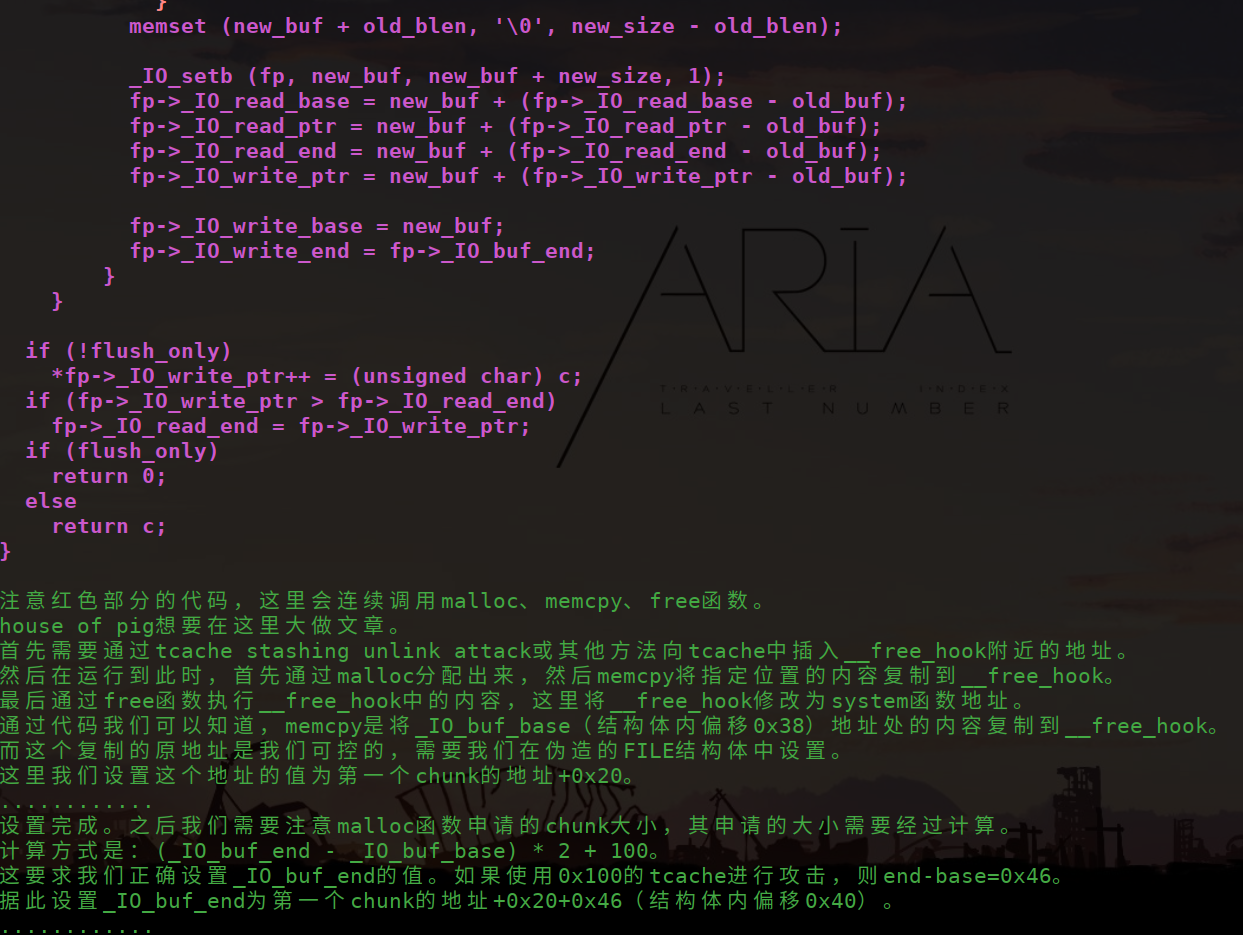 }
memset (new_buf + old_blen, '\0', new_size - old_blen);
_IO_setb (fp, new_buf, new_buf + new_size, 1);
fp->_IO_read_base = new_buf + (fp->_IO_read_base - old_buf);
fp->_IO_read_ptr = new_buf + (fp->_IO_read_ptr - old_buf);
fp->_IO_read_end = new_buf + (fp->_IO_read_end - old_buf);
fp->_IO_write_ptr = new_buf + (fp->_IO_write_ptr - old_buf);
fp->_IO_write_base = new_buf;
fp->_IO_write_end = fp->_IO_buf_end;
}
}
if (!flush_only)
*fp->_IO_write_ptr++ = (unsigned char) c;
if (fp->_IO_write_ptr > fp->_IO_read_end)
fp->_IO_read_end = fp->_IO_write_ptr;
if (flush_only)
return 0;
else
return c;
}
ARIA
T·R·A·V·E·L·L·E·R I·N·D·E·X
LAST NUMBER
注意红色部分的代码，这里会连续调用malloc、memcpy、free函数。
house of pig想要在这里大做文章。
首先需要通过tcache stashing unlink attack或其他方法向tcache中插入__free_hook附近的地址。
然后在运行到此时，首先通过malloc分配出来，然后memcpy将指定位置的内容复制到__free_hook。
最后通过free函数执行__free_hook中的内容，这里将__free_hook修改为system函数地址。
通过代码我们可以知道，memcpy是将_IO_buf_base（结构体内偏移0x38）地址处的内容复制到__free_hook。
而这个复制的原地址是我们可控的，需要我们在伪造的FILE结构体中设置。
这里我们设置这个地址的值为第一个chunk的地址+0x20。
............
设置完成。之后我们需要注意malloc函数申请的chunk大小，其申请的大小需要经过计算。
计算方式是：(_IO_buf_end - _IO_buf_base) * 2 + 100。
这要求我们正确设置_IO_buf_end的值。如果使用0x100的tcache进行攻击，则end-base=0x46。
据此设置_IO_buf_end为第一个chunk的地址+0x20+0x46（结构体内偏移0x40）。
............